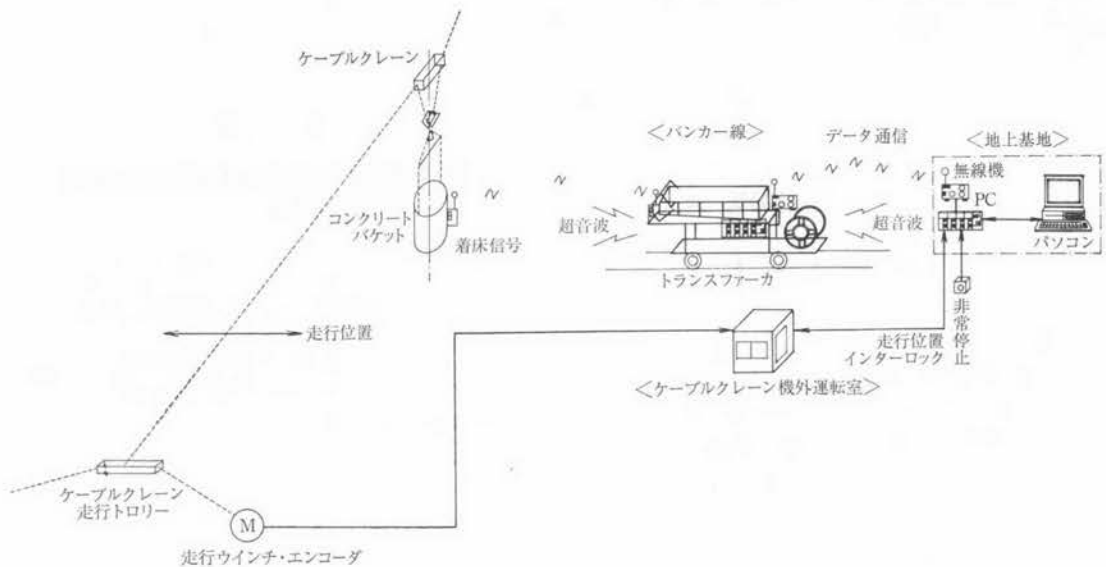 ケーブルクレーン
コンクリート
バケット
着床信号
＜バンカー線＞
データ通信
＜地上基地＞
無線機
PC
パソコン
超音波
超音波
トランスファーカ
走行位置
走行位置
インターロック
非常停止
＜ケーブルクレーン機外運転室＞
ケーブルクレーン
走行トロリー
M
走行ウインチ・エンコーダ